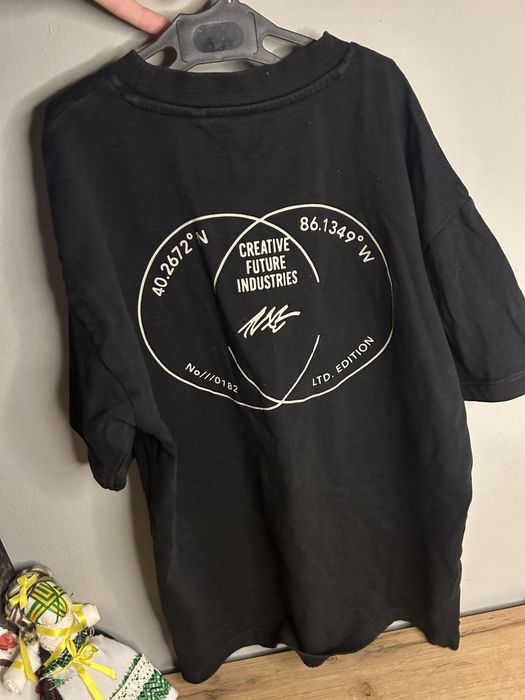 40.2672° N
86.1349° W
CREATIVE
FUTURE
INDUSTRIES
No///0182
LTD. EDITION